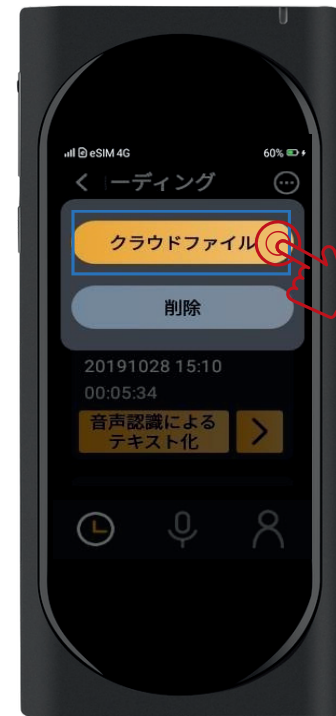 eSIM 4G 60%
ーディング
クラウドファイル
削除
20191028 15:10
00:05:34
音声認識による
テキスト化